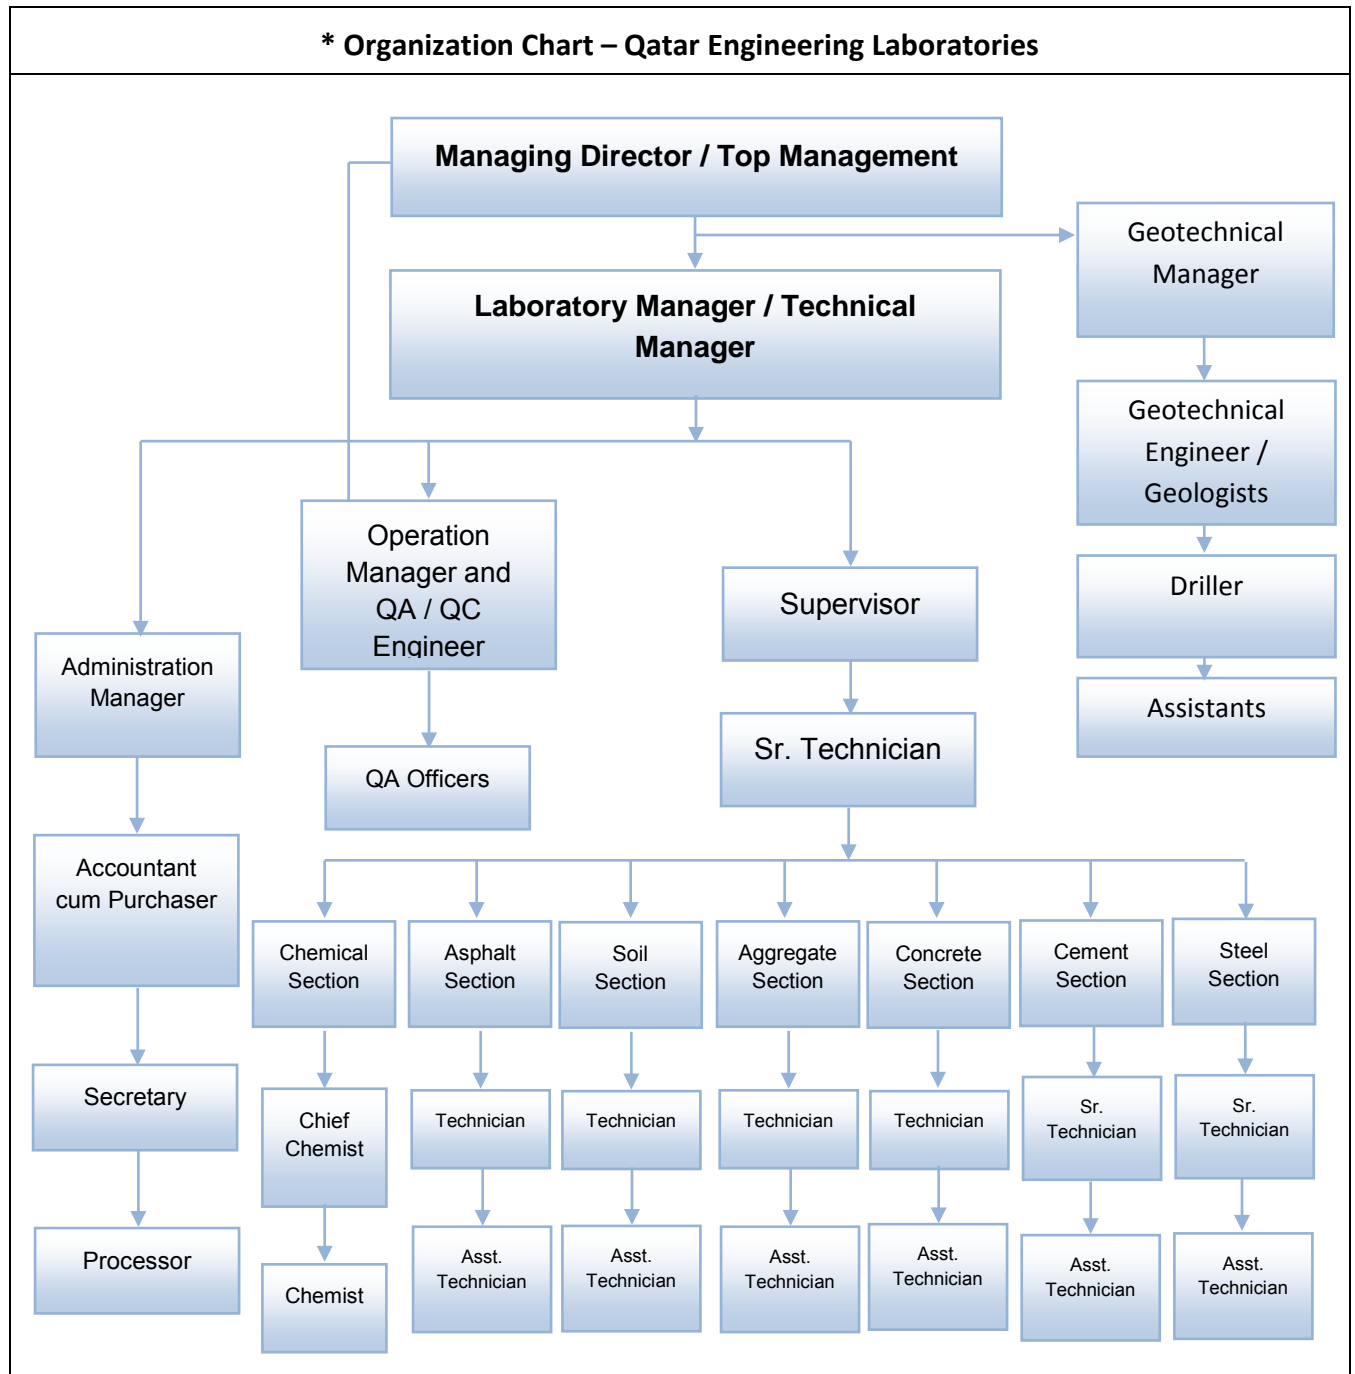 * Organization Chart – Qatar Engineering Laboratories
Managing Director / Top Management
Geotechnical
Manager
Laboratory Manager / Technical
Manager
Geotechnical
Engineer /
Geologists
Operation
Manager and
QA / QC
Engineer
Supervisor
Driller
Administration
Manager
Assistants
Sr. Technician
QA Officers
Accountant
cum Purchaser
Chemical
Section
Asphalt
Section
Soil
Section
Aggregate
Section
Concrete
Section
Cement
Section
Steel
Section
Secretary
Chief
Chemist
Technician
Technician
Technician
Technician
Sr.
Technician
Sr.
Technician
Processor
Chemist
Asst.
Technician
Asst.
Technician
Asst.
Technician
Asst.
Technician
Asst.
Technician
Asst.
Technician